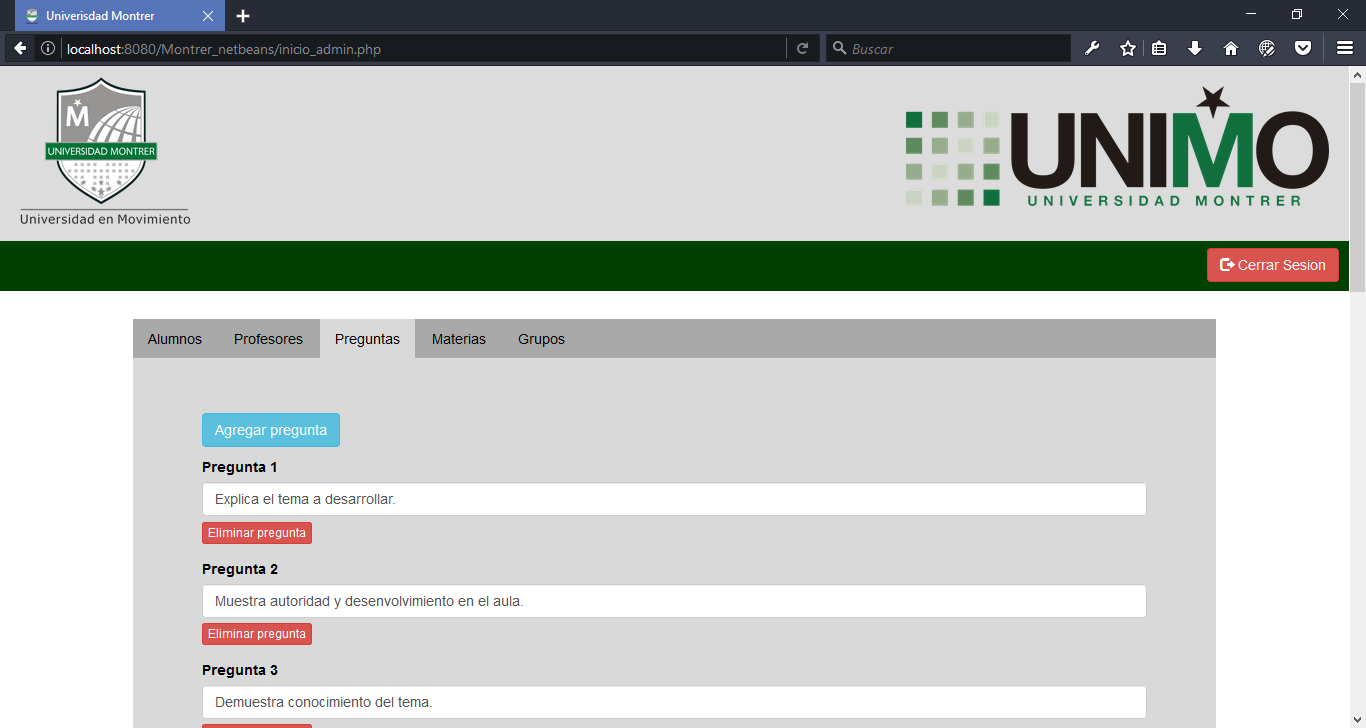 Univerisdad Montrer
localhost:8080/Montrer_netbeans/inicio_admin.php
Buscar
M
UNIVERSIDAD MONTRER
Universidad en Movimiento
UNIMO
UNIVERSIDAD MONTRER
Cerrar Sesion
Alumnos Profesores Preguntas Materias Grupos
Agregar pregunta
Pregunta 1
Explica el tema a desarrollar.
Eliminar pregunta
Pregunta 2
Muestra autoridad y desenvolvimiento en el aula.
Eliminar pregunta
Pregunta 3
Demuestra conocimiento del tema.